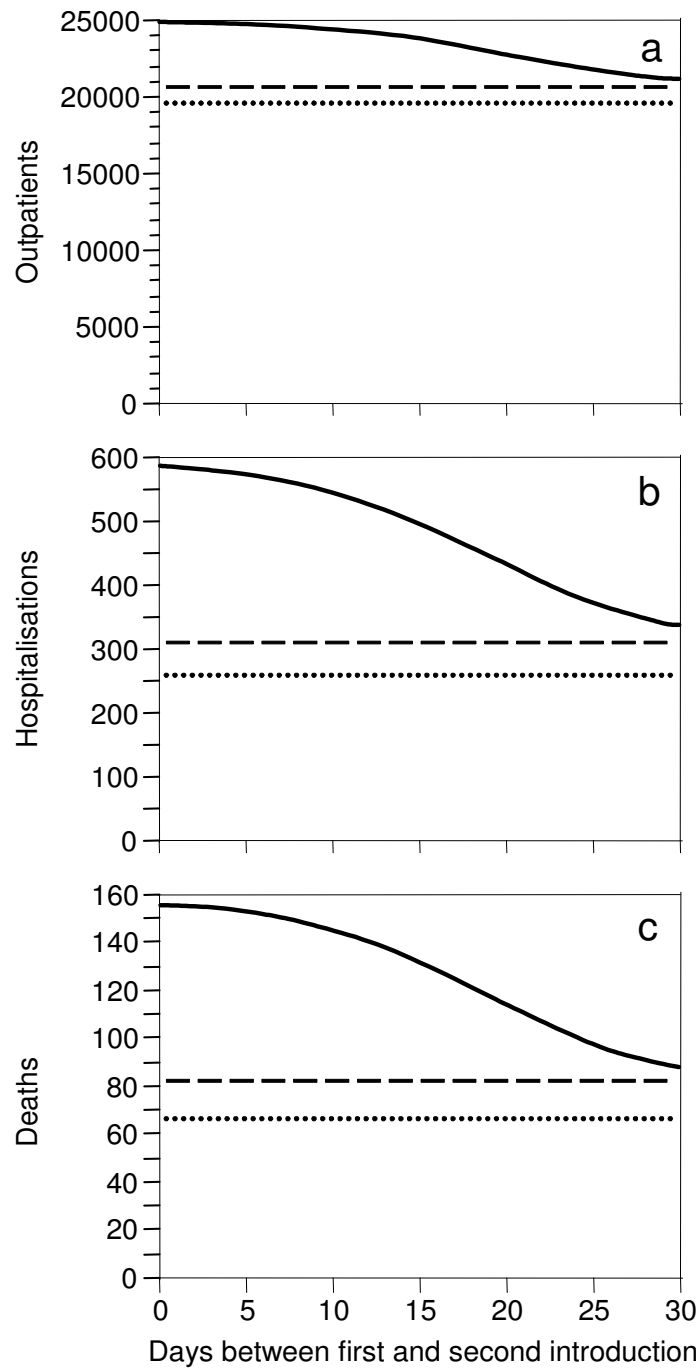 25000
20000
15000
10000
5000
0
Outpatients
a
600
500
400
300
200
100
0
Hospitalisations
b
160
140
120
100
80
60
40
20
0
Deaths
c
0 5 10 15 20 25 30
Days between first and second introduction